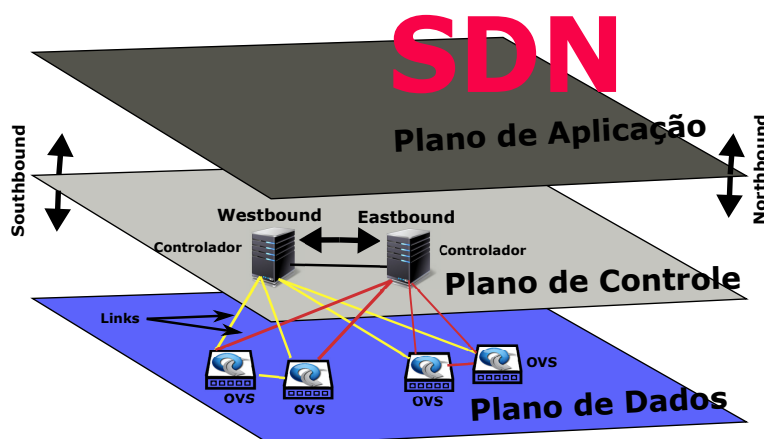 SDN
Plano de Aplicação
Southbound
Northbound
Westbound
Eastbound
Controlador
Controlador
Plano de Controle
Links
OVS
OVS
OVS
OVS
Plano de Dados